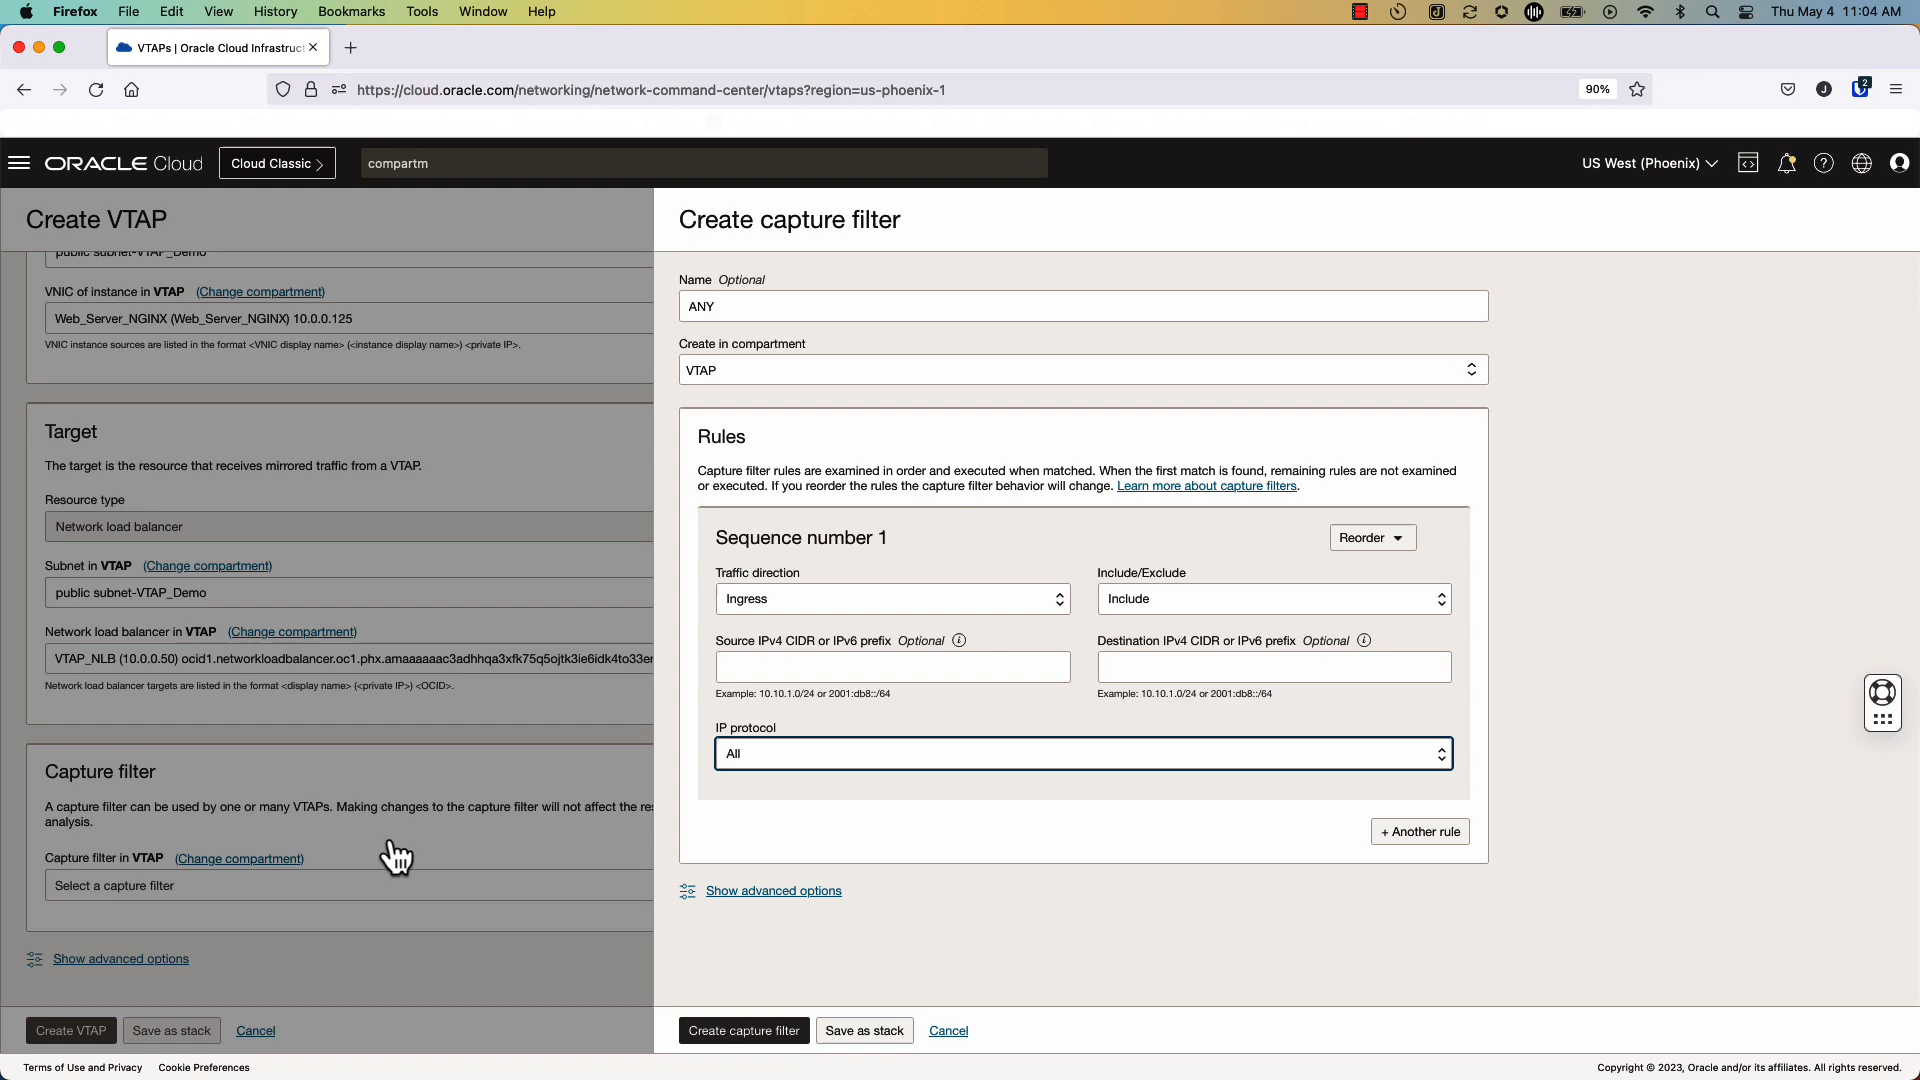 Firefox File Edit View History Bookmarks Tools Window Help Thu May 4 11:04 AM
VTAPs | Oracle Cloud Infrastruct
https://cloud.oracle.com/networking/network-command-center/vtaps?region=us-phoenix-1 90% J 2
ORACLE Cloud Cloud Classic compartm US West (Phoenix)
Create VTAP
public subnet-VTAP_Demo
VNIC of instance in VTAP (Change compartment)
Web_Server_NGINX (Web_Server_NGINX) 10.0.0.125
VNIC instance sources are listed in the format <VNIC display name> (<instance display name>) <private IP>.
Target
The target is the resource that receives mirrored traffic from a VTAP.
Resource type
Network load balancer
Subnet in VTAP (Change compartment)
public subnet-VTAP_Demo
Network load balancer in VTAP (Change compartment)
VTAP_NLB (10.0.0.50) ocid1.networkloadbalancer.oc1.phx.amaaaaaac3adhhqa3xfk75q5ojtk3ie6idk4to33er
Network load balancer targets are listed in the format <display name> (<private IP>) <OCID>.
Capture filter
A capture filter can be used by one or many VTAPs. Making changes to the capture filter will not affect the res
analysis.
Capture filter in VTAP (Change compartment)
Select a capture filter
Show advanced options
Create VTAP Save as stack Cancel
Create capture filter
Name Optional
ANY
Create in compartment
VTAP
Rules
Capture filter rules are examined in order and executed when matched. When the first match is found, remaining rules are not examined
or executed. If you reorder the rules the capture filter behavior will change. Learn more about capture filters.
Sequence number 1 Reorder
Traffic direction Include/Exclude
Ingress Include
Source IPv4 CIDR or IPv6 prefix Optional Destination IPv4 CIDR or IPv6 prefix Optional
Example: 10.10.1.0/24 or 2001:db8::/64 Example: 10.10.1.0/24 or 2001:db8::/64
IP protocol
All
+ Another rule
Show advanced options
Create capture filter Save as stack Cancel
Terms of Use and Privacy Cookie Preferences Copyright © 2023, Oracle and/or its affiliates. All rights reserved.